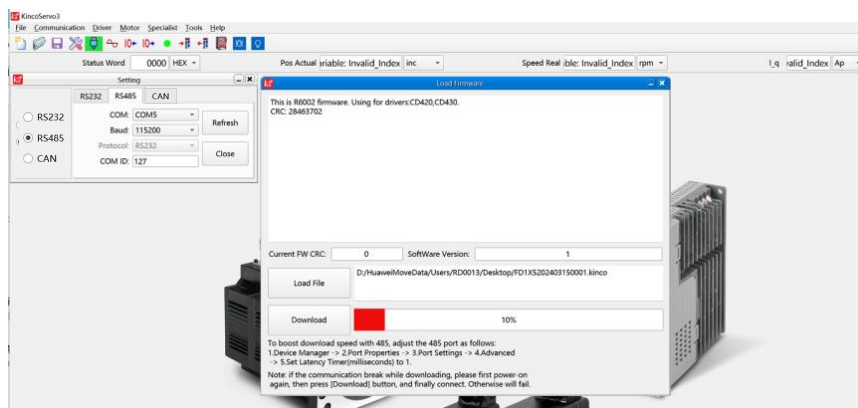 KincoServo3
File Communication Driver Motor Specialist Tools Help
Status Word 0000 HEX Pos Actual ariable: Invalid_Index inc Speed Real ble: Invalid_Index rpm I_q valid_Index Ap
Setting
RS232 RS485 CAN
RS232
RS485
CAN
COM: COM5
Baud: 115200
Protocol: RS232
COM ID: 127
Refresh
Close
Load Firmware
This is R6002 firmware. Using for drivers:CD420,CD430.
CRC: 28463702
Current FW CRC: 0 SoftWare Version: 1
Load File
D:/HuaweiMoveData/Users/RD0013/Desktop/FD1X5202403150001.kinco
Download 10%
To boost download speed with 485, adjust the 485 port as follows:
1.Device Manager -> 2.Port Properties -> 3.Port Settings -> 4.Advanced
-> 5.Set Latency Timer(milliseconds) to 1.
Note: if the communication break while downloading, please first power-on
again, then press [Download] button, and finally connect. Otherwise will fail.